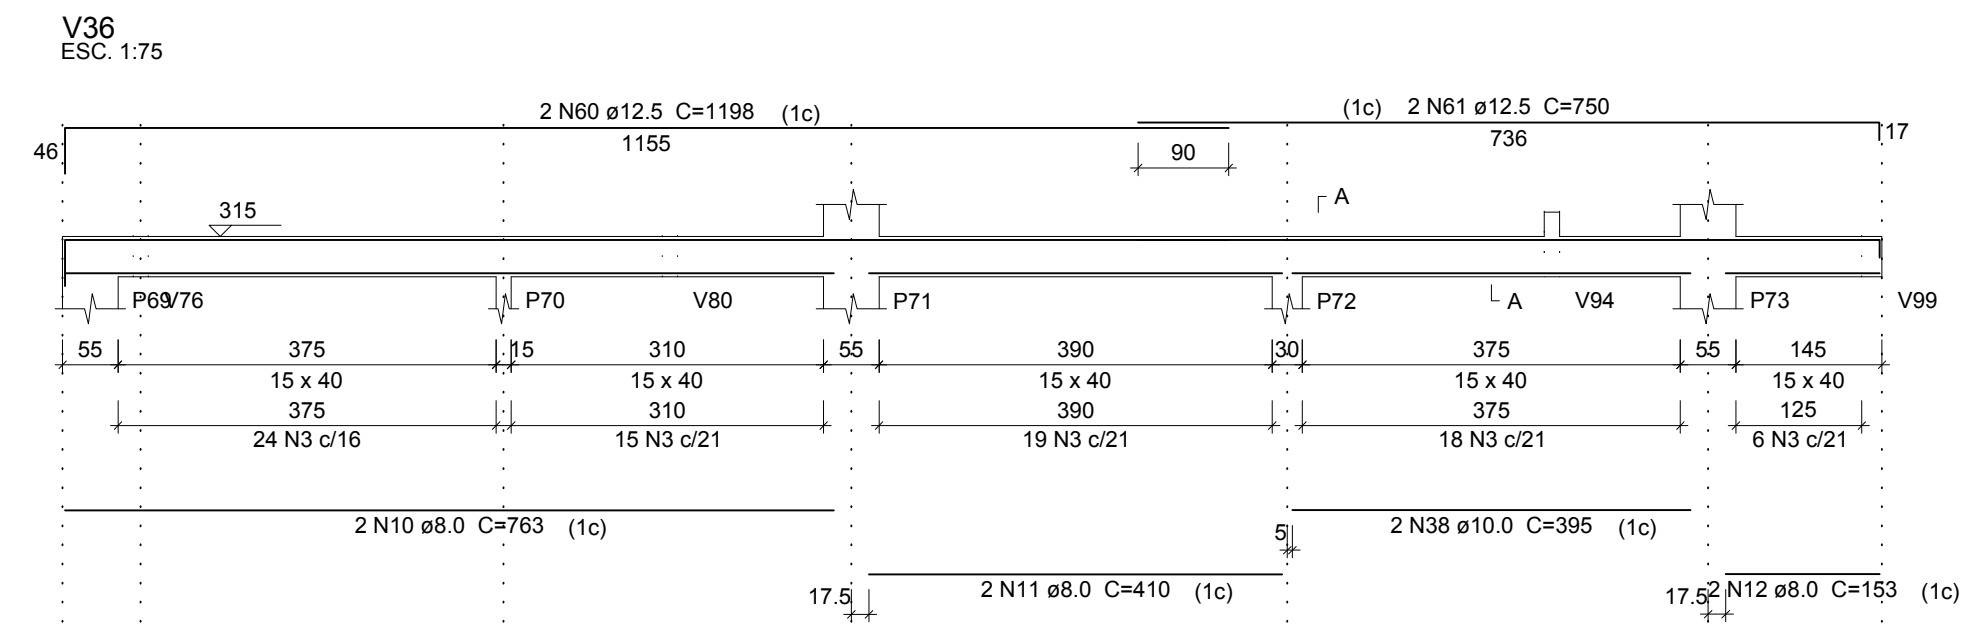 V36
ESC. 1:75
2 N60 ø12.5 C=1198 (1c)
(1c) 2 N61 ø12.5 C=750
46
1155
90
736
17
315
A
P69
V76
P70
V80
P71
P72
A
V94
P73
V99
55
375
15
310
55
390
30
375
55
145
15 x 40
15 x 40
15 x 40
15 x 40
15 x 40
375
310
390
375
125
24 N3 c/16
15 N3 c/21
19 N3 c/21
18 N3 c/21
6 N3 c/21
2 N10 ø8.0 C=763 (1c)
5
2 N38 ø10.0 C=395 (1c)
17.5
2 N11 ø8.0 C=410 (1c)
17.5
2 N12 ø8.0 C=153 (1c)